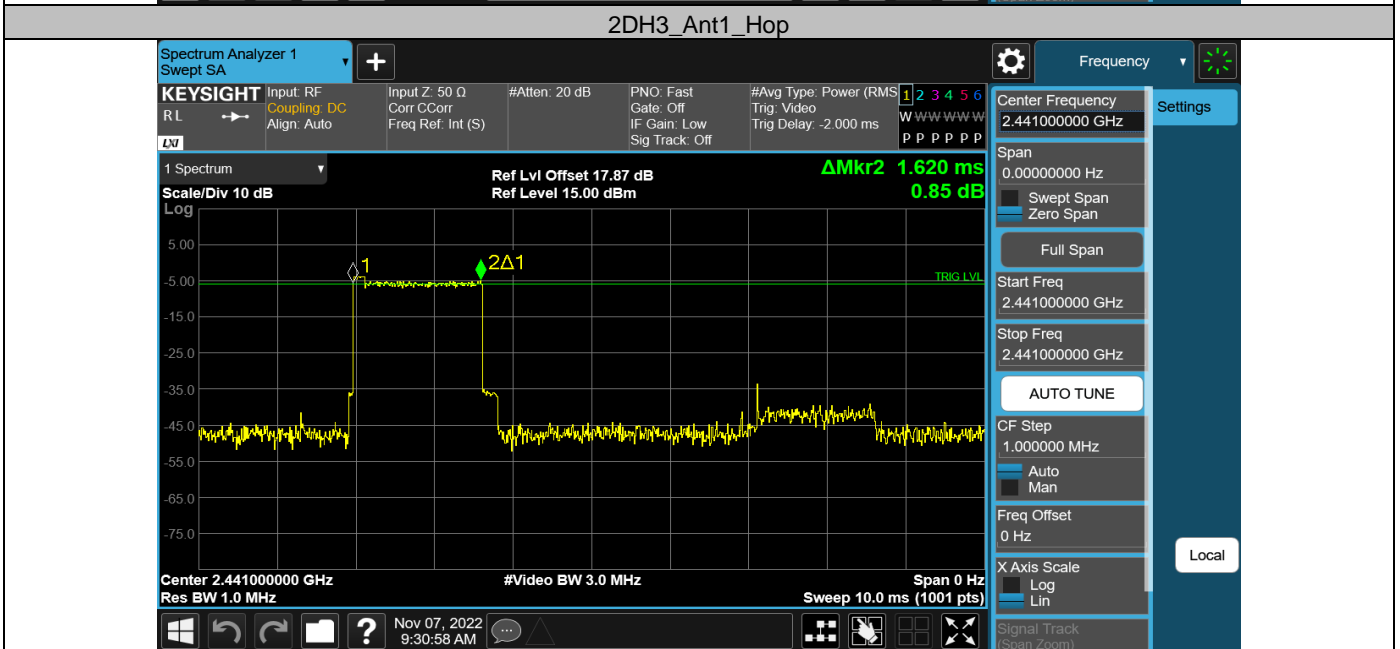 (Span Zoom)
2DH3_Ant1_Hop
Spectrum Analyzer 1
Swept SA
Frequency
KEYSIGHT
RL
LXI
Input: RF
Coupling: DC
Align: Auto
Input Z: 50 Ω
Corr CCorr
Freq Ref: Int (S)
#Atten: 20 dB
PNO: Fast
Gate: Off
IF Gain: Low
Sig Track: Off
#Avg Type: Power (RMS
Trig: Video
Trig Delay: -2.000 ms
1 2 3 4 5 6
W W W W W W
P P P P P P
1 Spectrum
Scale/Div 10 dB
Log
Ref Lvl Offset 17.87 dB
Ref Level 15.00 dBm
ΔMkr2 1.620 ms
0.85 dB
5.00
-5.00
-15.0
-25.0
-35.0
-45.0
-55.0
-65.0
-75.0
1
2Δ1
TRIG LVL
Center 2.441000000 GHz
Res BW 1.0 MHz
#Video BW 3.0 MHz
Span 0 Hz
Sweep 10.0 ms (1001 pts)
Nov 07, 2022
9:30:58 AM
Center Frequency
2.441000000 GHz
Span
0.00000000 Hz
Swept Span
Zero Span
Full Span
Start Freq
2.441000000 GHz
Stop Freq
2.441000000 GHz
AUTO TUNE
CF Step
1.000000 MHz
Auto
Man
Freq Offset
0 Hz
X Axis Scale
Log
Lin
Signal Track
(Span Zoom)
Settings
Local